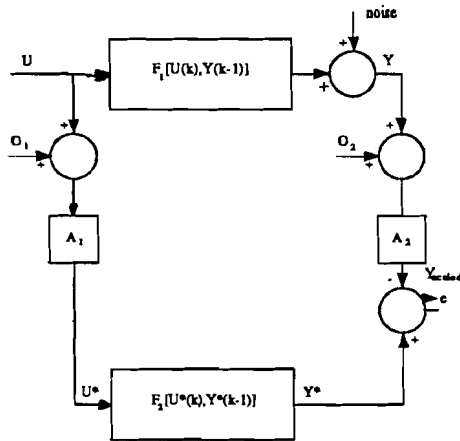 noise
+
U
F₁[U(k),Y(k-1)]
+
Y
+
+
O₁
+
O₂
+
A₁
A₂
-
Yscaled
e
+
U*
F₂[U*(k),Y*(k-1)]
Y*